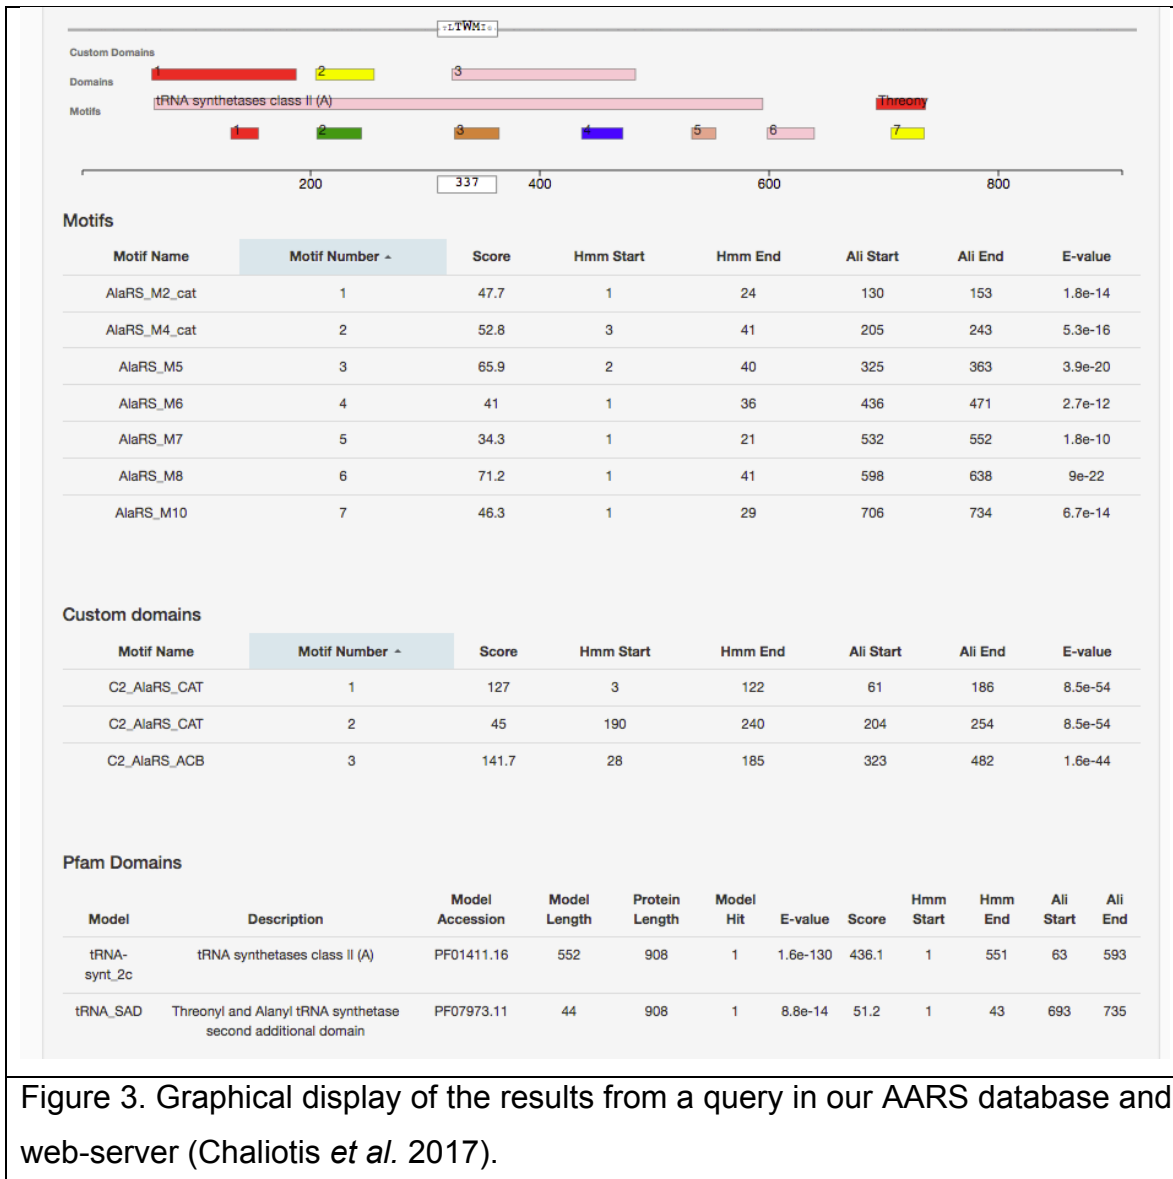 YLTWMI
Custom Domains
1 2 3
Domains
tRNA synthetases class II (A) Threony
Motifs
1 2 3 4 5 6 7
200 337 400 600 800
Motifs
Motif Name Motif Number Score Hmm Start Hmm End Ali Start Ali End E-value
AlaRS_M2_cat 1 47.7 1 24 130 153 1.8e-14
AlaRS_M4_cat 2 52.8 3 41 205 243 5.3e-16
AlaRS_M5 3 65.9 2 40 325 363 3.9e-20
AlaRS_M6 4 41 1 36 436 471 2.7e-12
AlaRS_M7 5 34.3 1 21 532 552 1.8e-10
AlaRS_M8 6 71.2 1 41 598 638 9e-22
AlaRS_M10 7 46.3 1 29 706 734 6.7e-14
Custom domains
Motif Name Motif Number Score Hmm Start Hmm End Ali Start Ali End E-value
C2_AlaRS_CAT 1 127 3 122 61 186 8.5e-54
C2_AlaRS_CAT 2 45 190 240 204 254 8.5e-54
C2_AlaRS_ACB 3 141.7 28 185 323 482 1.6e-44
Pfam Domains
Model Model Protein Model Hmm Hmm Ali Ali
Model Description Accession Length Length Hit E-value Score Start End Start End
tRNA- tRNA synthetases class II (A) PF01411.16 552 908 1 1.6e-130 436.1 1 551 63 593
synt_2c
tRNA_SAD Threonyl and Alanyl tRNA synthetase PF07973.11 44 908 1 8.8e-14 51.2 1 43 693 735
second additional domain
Figure 3. Graphical display of the results from a query in our AARS database and
web-server (Chaliotis et al. 2017).